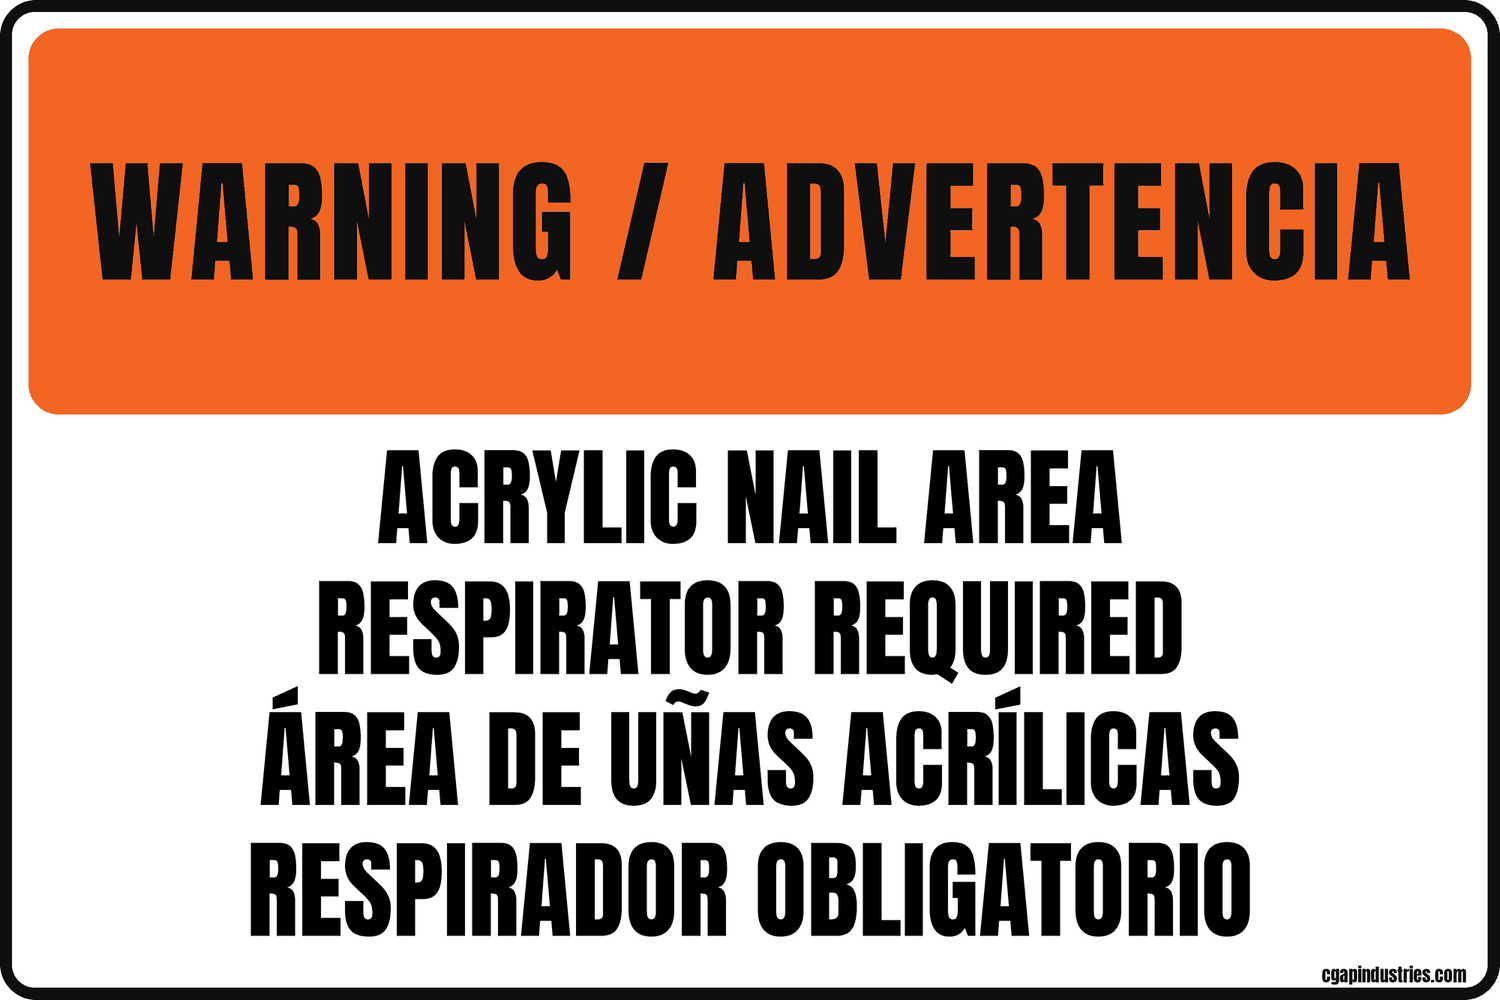 WARNING / ADVERTENCIA
ACRYLIC NAIL AREA
RESPIRATOR REQUIRED
ÁREA DE UÑAS ACRÍLICAS
RESPIRADOR OBLIGATORIO
cgapindustries.com